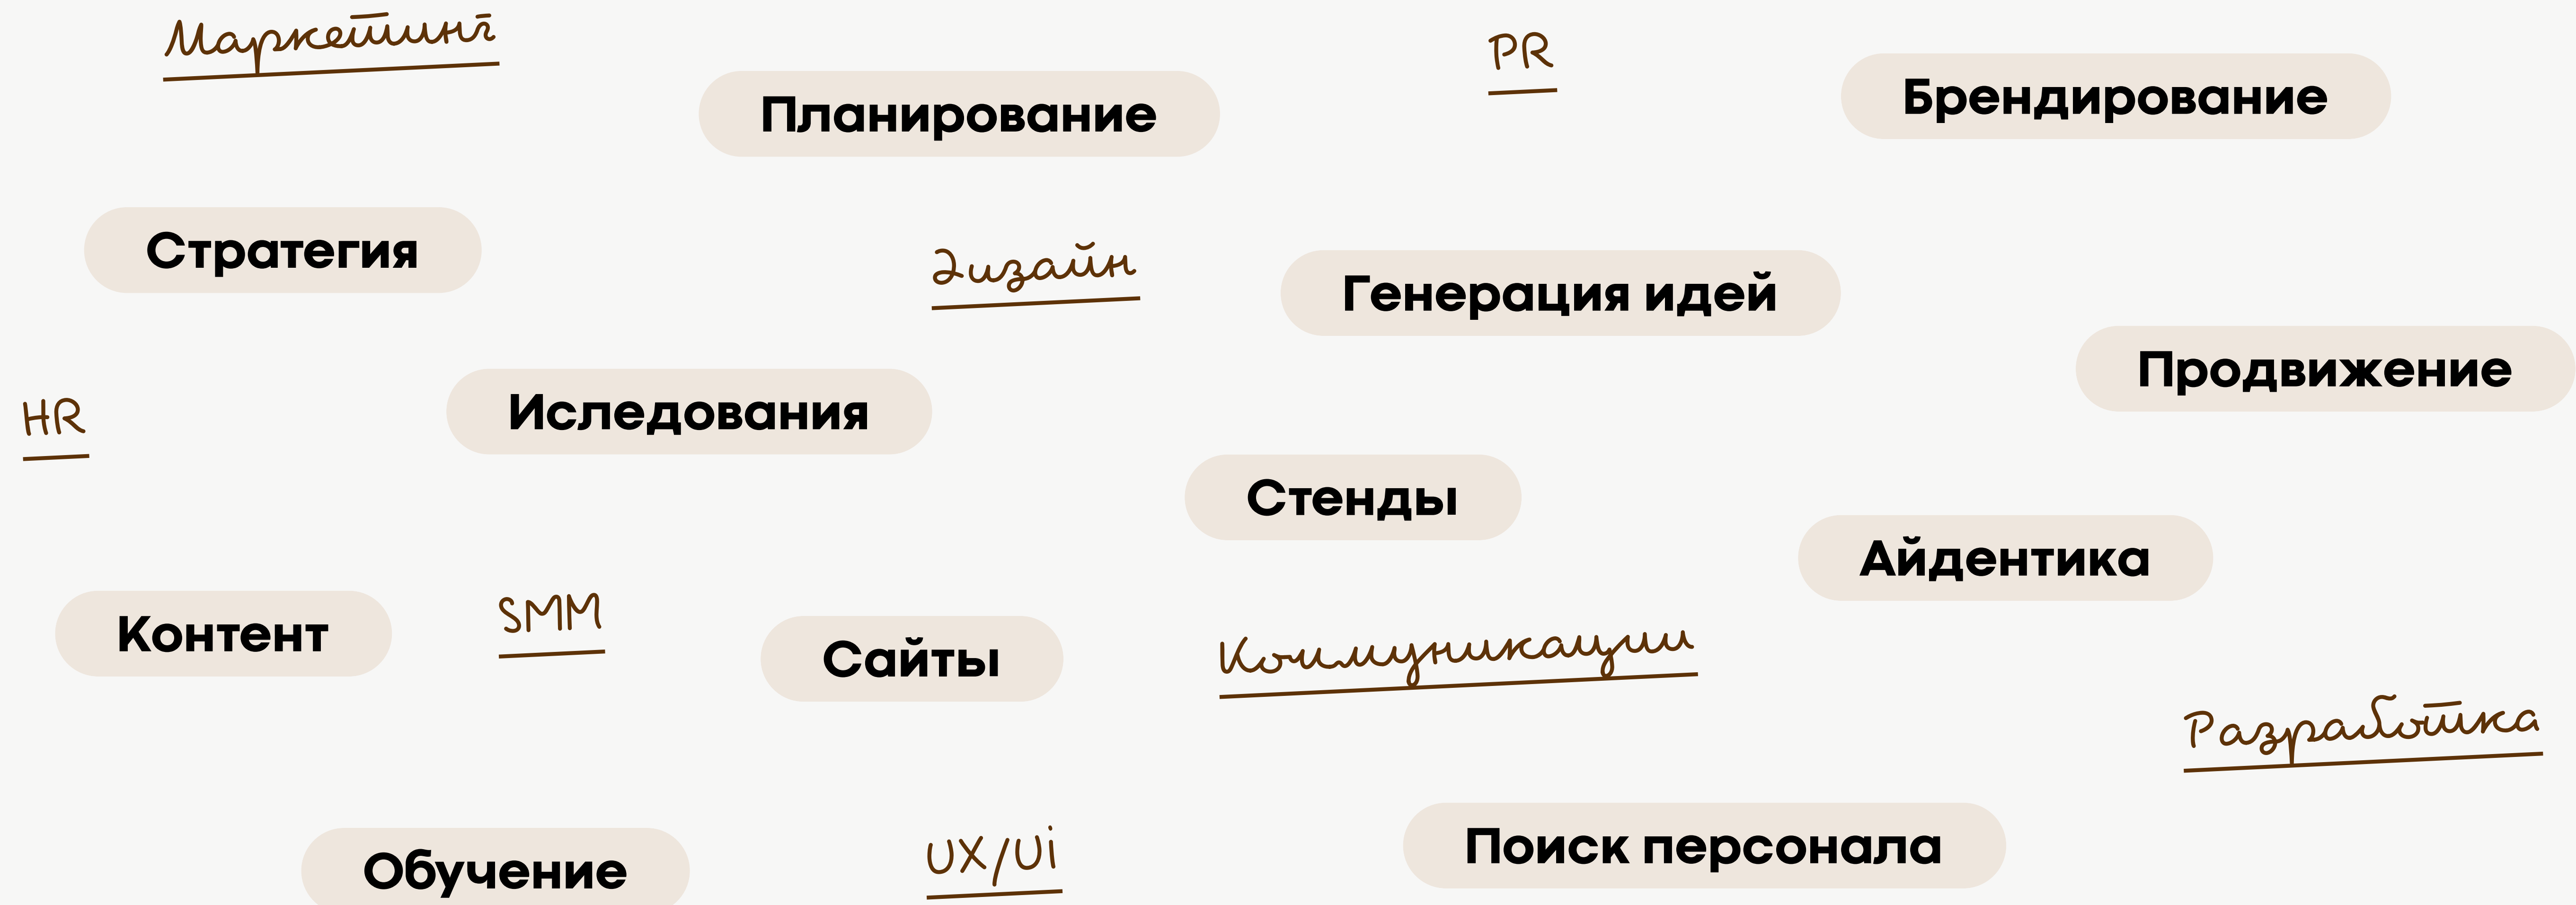 Маркетинг
PR
Планирование
Брендирование
Стратегия
Дизайн
Генерация идей
Продвижение
HR
Иследования
Стенды
Айдентика
Контент
SMM
Сайты
Коммуникации
Разработка
Обучение
UX/Ui
Поиск персонала